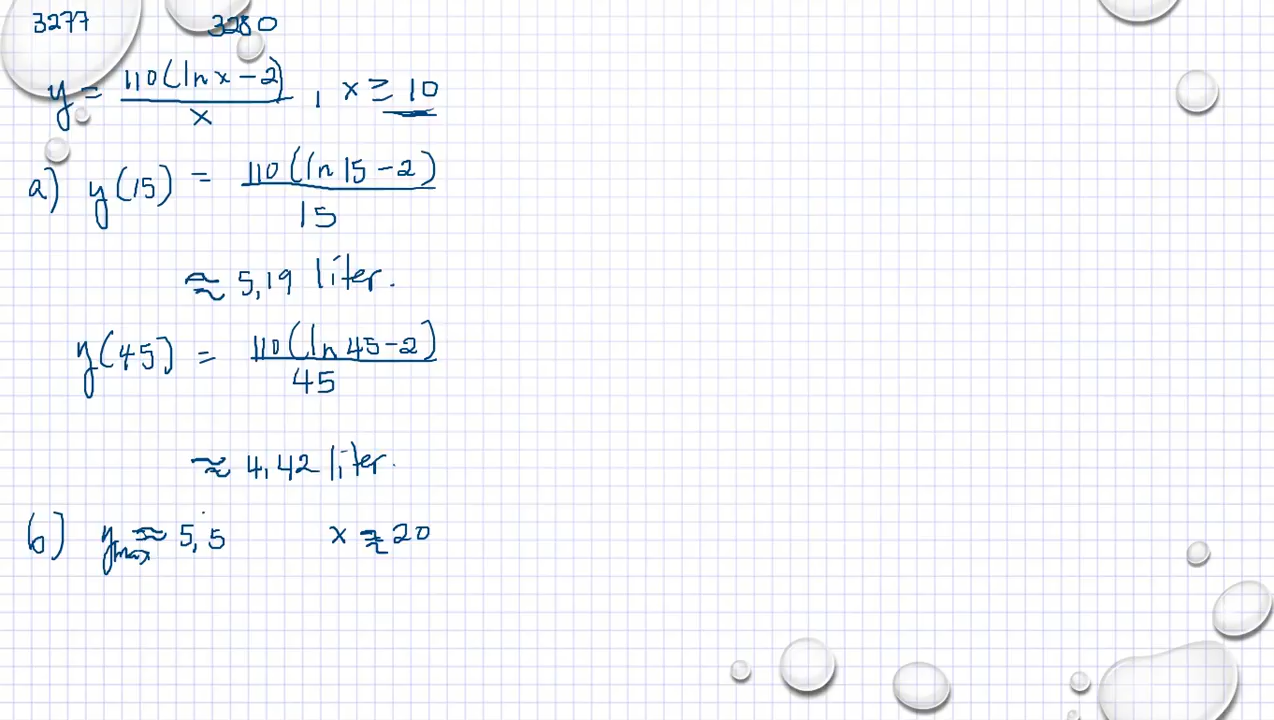 3277 3280
y = 110(ln x - 2) / x , x ≥ 10
a) y(15) = 110(ln 15 - 2) / 15
≈ 5,19 liter.
y(45) = 110(ln 45 - 2) / 45
≈ 4,42 liter.
b) y max ≈ 5,5 x ≈ 20